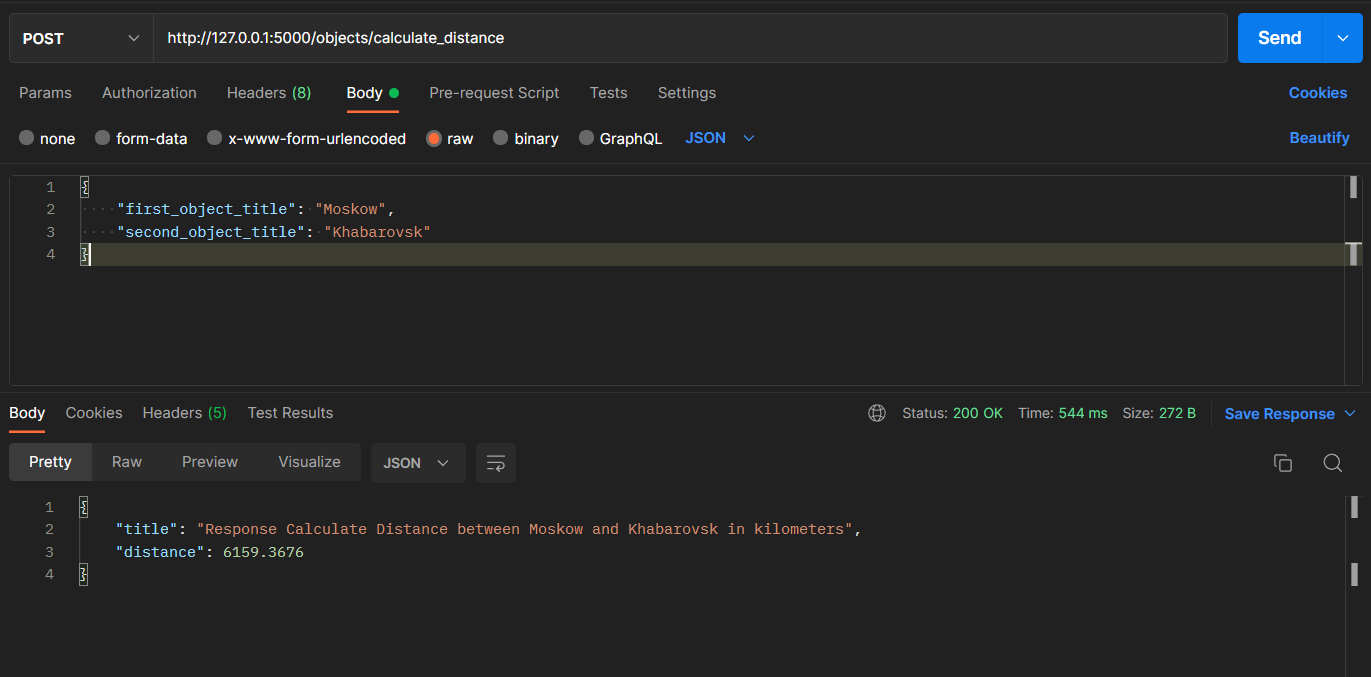 POST http://127.0.0.1:5000/objects/calculate_distance Send
Params Authorization Headers (8) Body Pre-request Script Tests Settings Cookies
none form-data x-www-form-urlencoded raw binary GraphQL JSON Beautify
1 {
2 "first_object_title": "Moskow",
3 "second_object_title": "Khabarovsk"
4 }
Body Cookies Headers (5) Test Results Status: 200 OK Time: 544 ms Size: 272 B Save Response
Pretty Raw Preview Visualize JSON
1 {
2 "title": "Response Calculate Distance between Moskow and Khabarovsk in kilometers",
3 "distance": 6159.3676
4 }